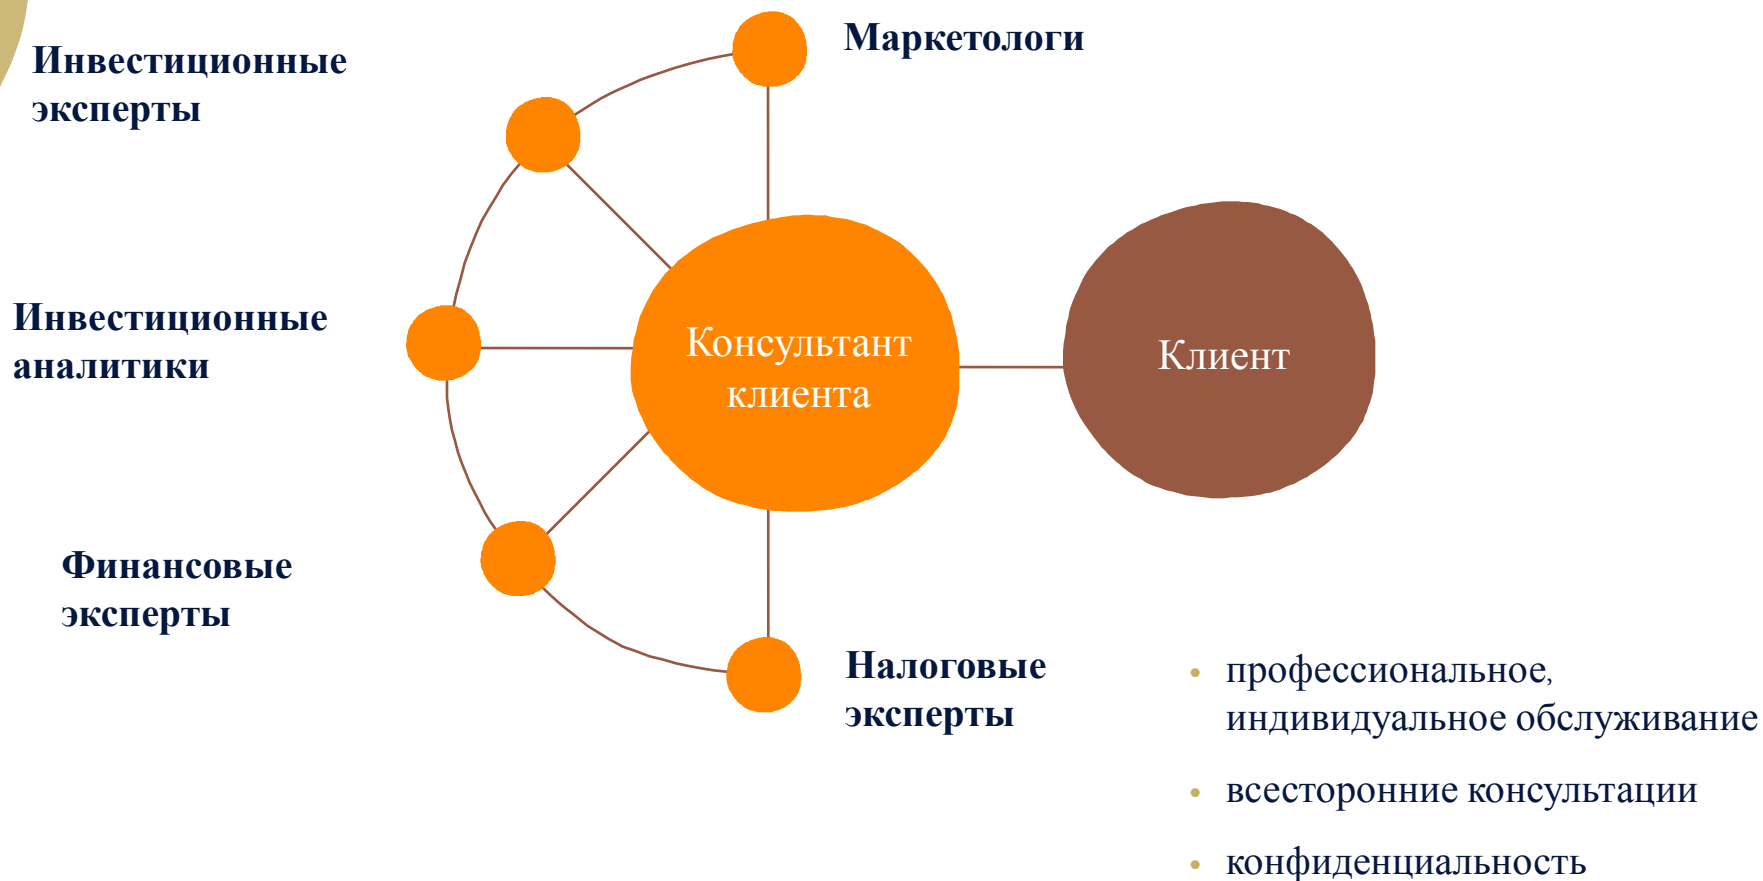 Маркетологи
Инвестиционные
эксперты
Инвестиционные
аналитики
Консультант
клиента
Клиент
Финансовые
эксперты
Налоговые
эксперты
• профессиональное,
индивидуальное обслуживание
• всесторонние консультации
• конфиденциальность